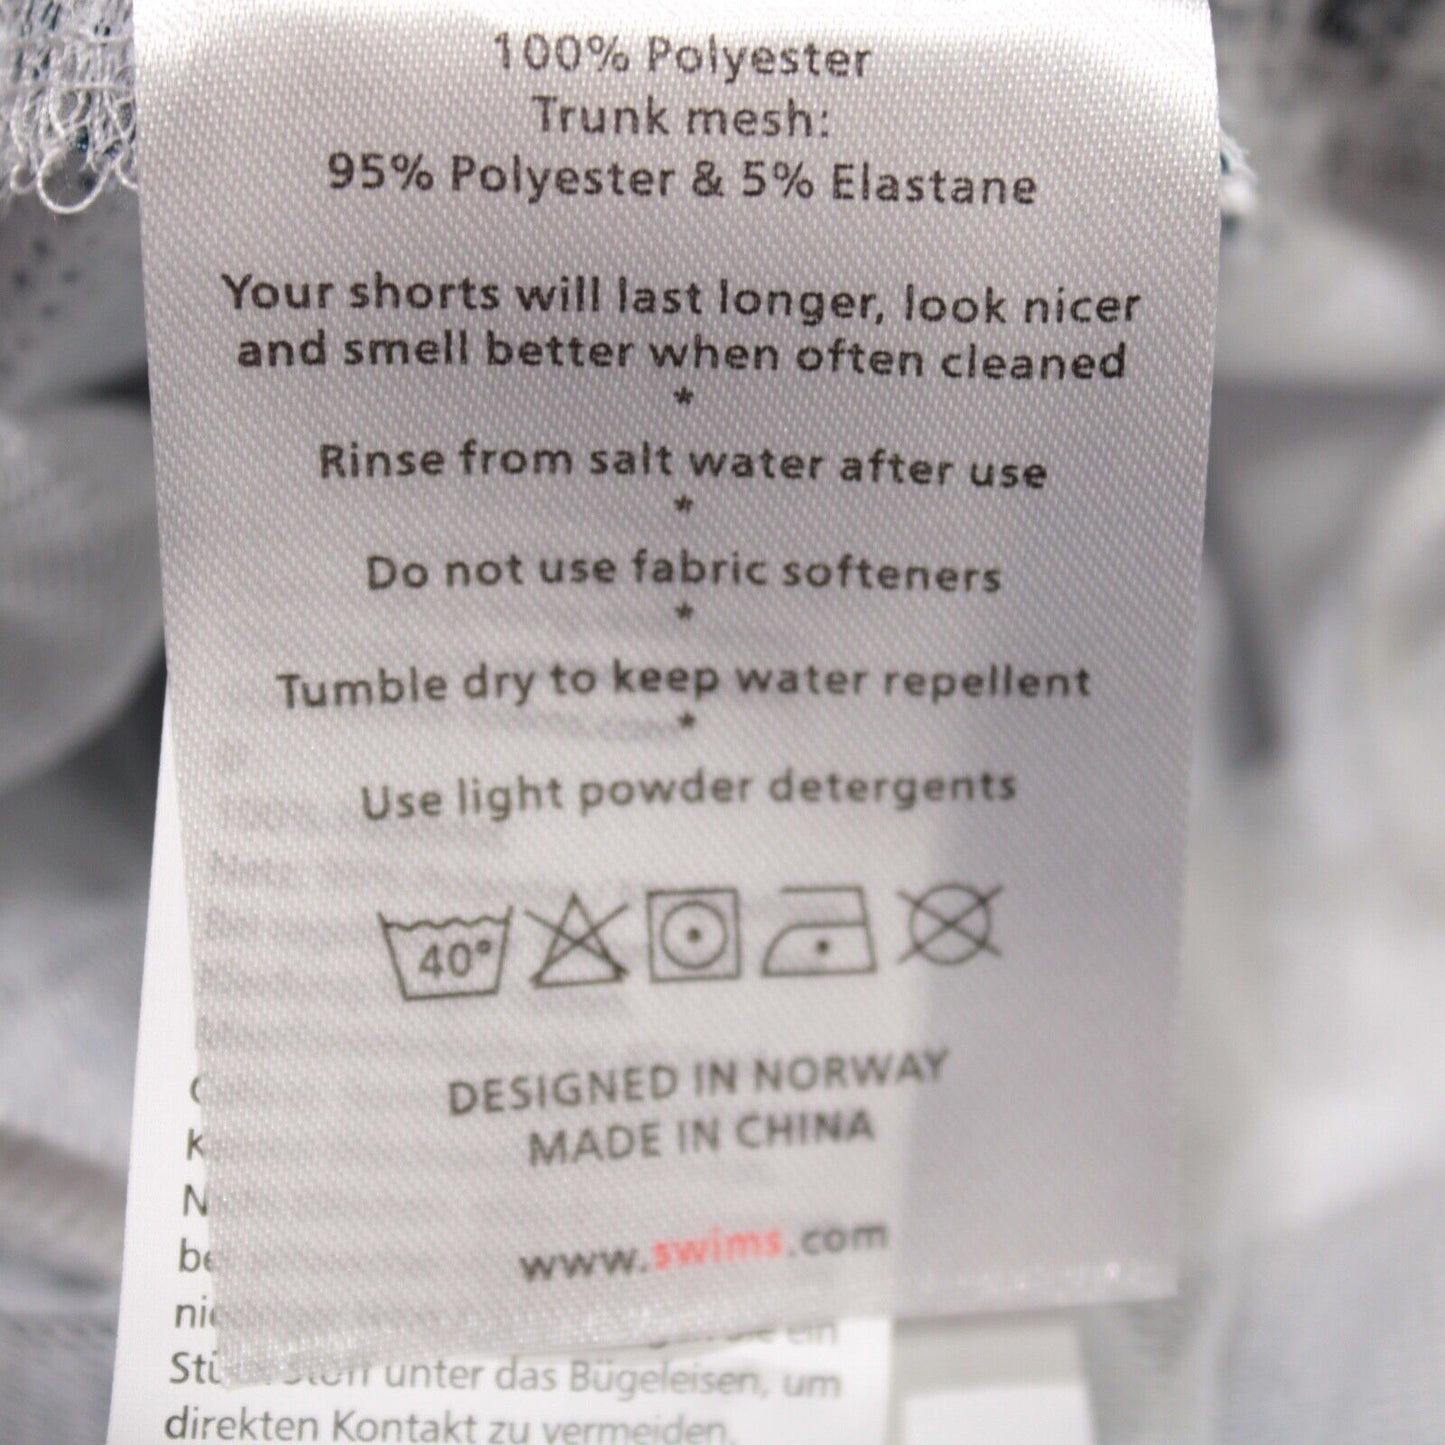 100% Polyester
Trunk mesh:
95% Polyester & 5% Elastane
Your shorts will last longer, look nicer
and smell better when often cleaned
*
Rinse from salt water after use
*
Do not use fabric softeners
*
Tumble dry to keep water repellent
*
Use light powder detergents
40°
DESIGNED IN NORWAY
MADE IN CHINA
www.swims.com
ein
Stoff unter das Bügeleisen, um
direkten Kontakt zu vermeiden.